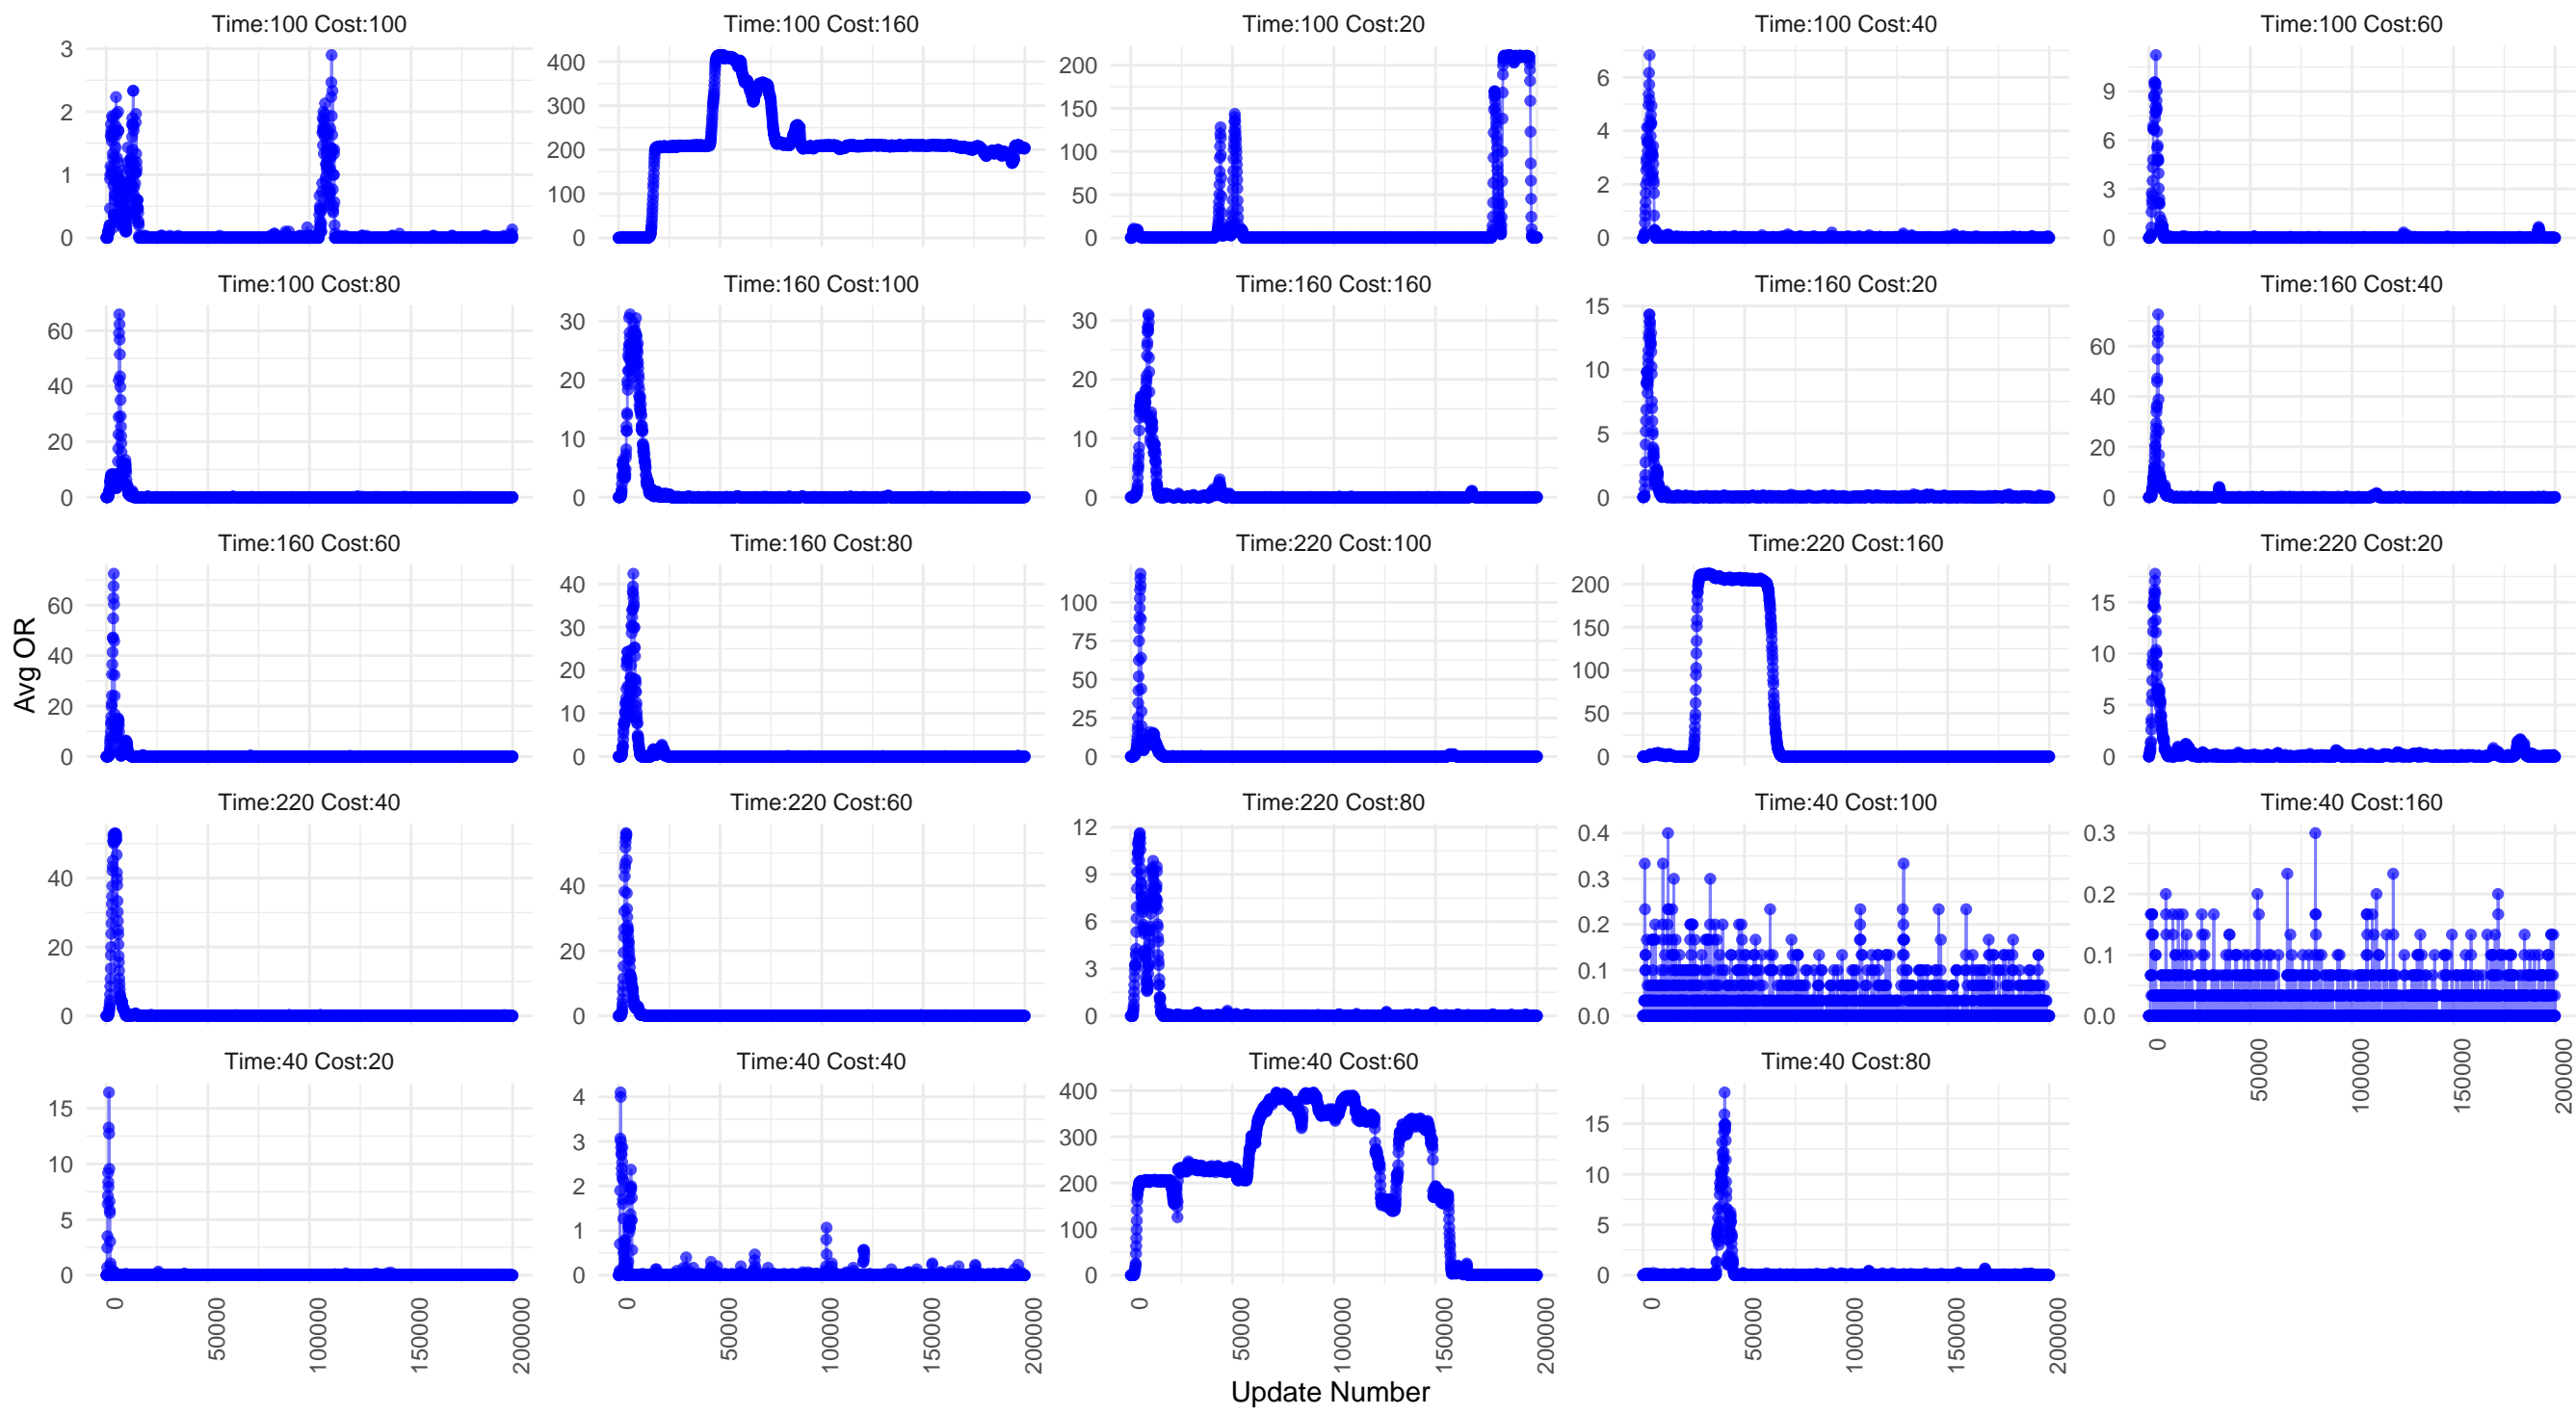 Time:100 Cost:100 Time:100 Cost:160 Time:100 Cost:20 Time:100 Cost:40 Time:100 Cost:60
3 400 200 6 9
2 300 150 4 6
1 200 100 2 3
0 100 50 0 0
0 0
Time:100 Cost:80 Time:160 Cost:100 Time:160 Cost:160 Time:160 Cost:20 Time:160 Cost:40
60 30 30 15 60
40 20 20 10 40
20 10 10 5 20
0 0 0 0 0
Time:160 Cost:60 Time:160 Cost:80 Time:220 Cost:100 Time:220 Cost:160 Time:220 Cost:20
60 40 100 200 15
40 30 75 150 10
20 20 50 100 5
0 10 25 50 0
0 0 0
Avg OR
Time:220 Cost:40 Time:220 Cost:60 Time:220 Cost:80 Time:40 Cost:100 Time:40 Cost:160
40 40 12 0.4 0.3
20 20 9 0.3 0.2
0 0 6 0.2 0.1
3 0.1 0.0
0 0.0
0 50000 100000 150000 200000
Time:40 Cost:20 Time:40 Cost:40 Time:40 Cost:60 Time:40 Cost:80
15 4 400 15
10 3 300 10
5 2 200 5
0 1 100 0
0 0
0 50000 100000 150000 200000 0 50000 100000 150000 200000 0 50000 100000 150000 200000 0 50000 100000 150000 200000
Update Number